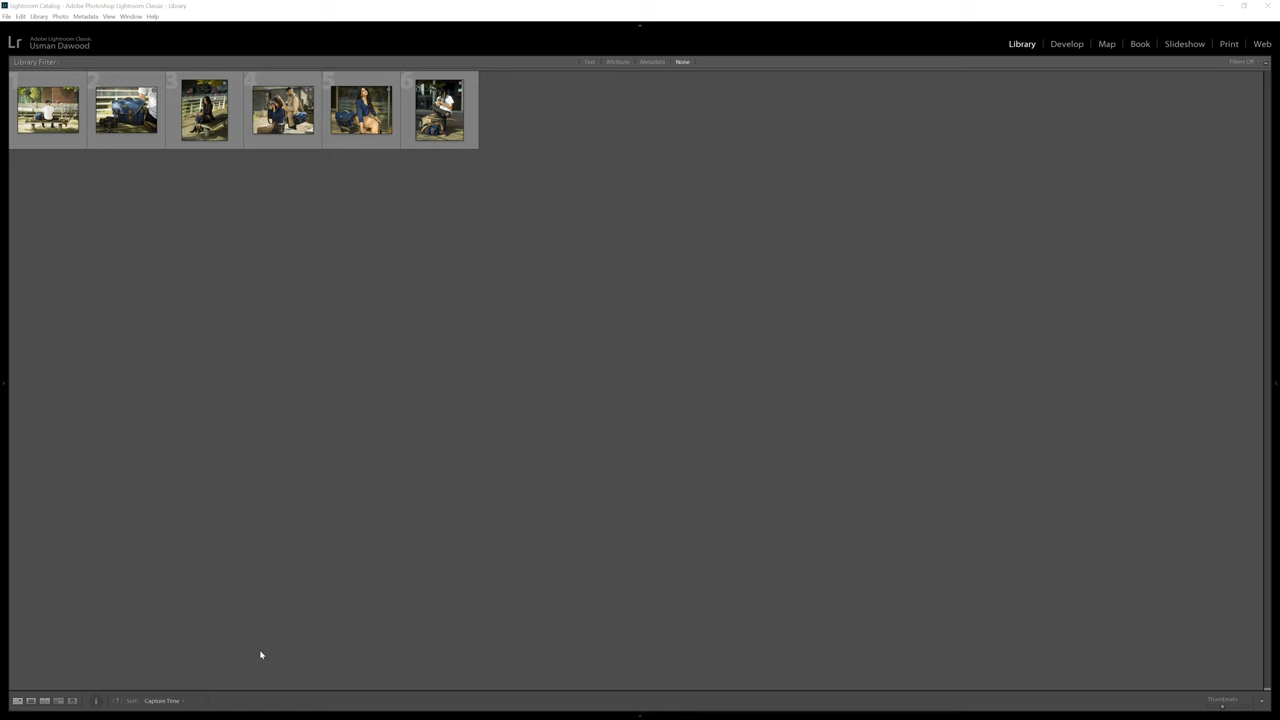 Lightroom Catalog - Adobe Photoshop Lightroom Classic - Library
File Edit Library Photo Metadata View Window Help
Lr Adobe Lightroom Classic
Usman Dawood
Library Develop Map Book Slideshow Print Web
Library Filter: Text Attribute Metadata None Filters Off
1 2 3 4 5 6
Sort: Capture Time Thumbnails